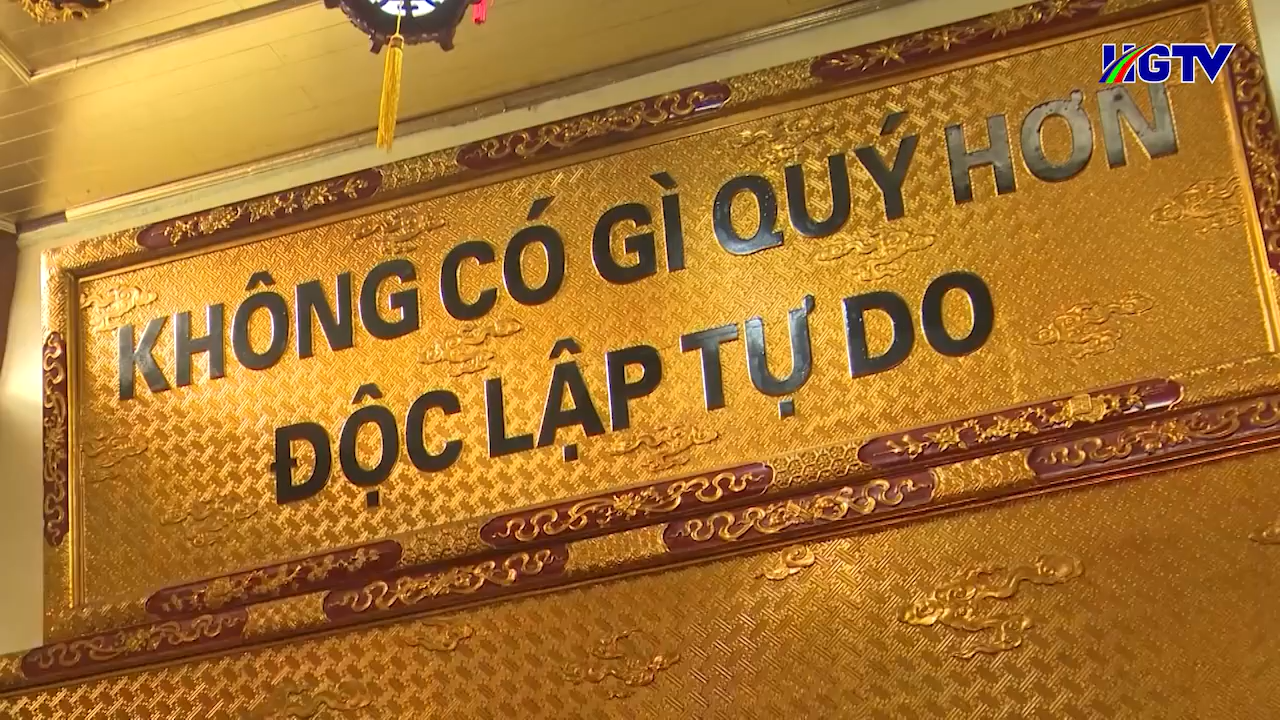 HGTV
KHÔNG CÓ GÌ QUÝ HƠN
ĐỘC LẬP TỰ DO